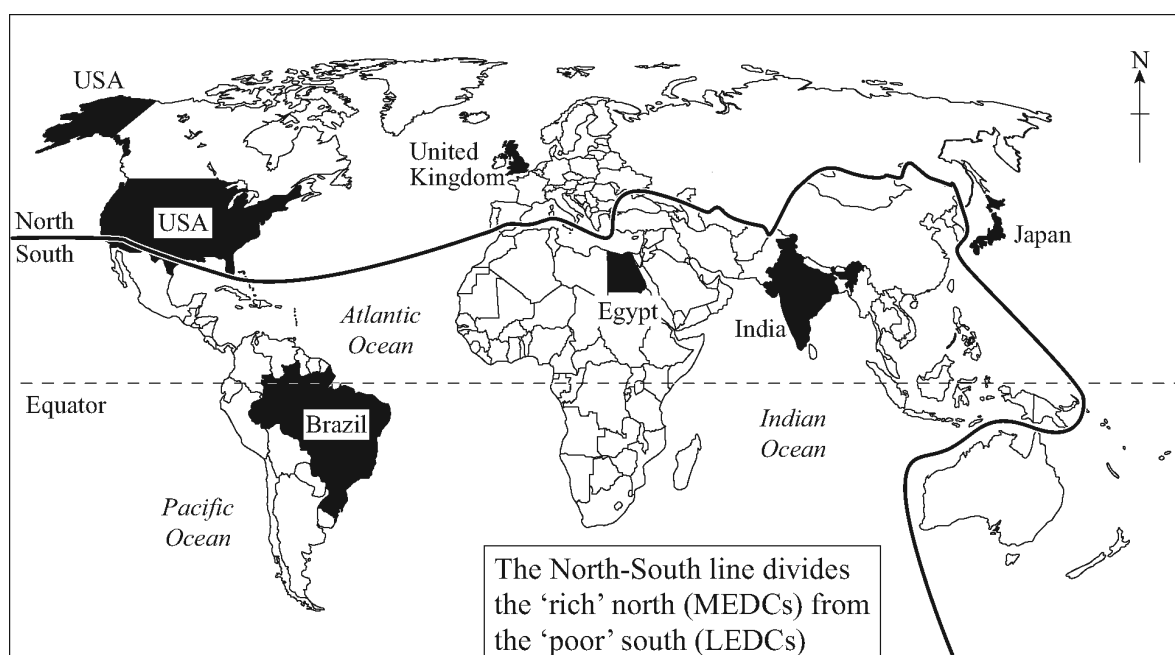 N
USA
United
Kingdom
North
USA
South
Japan
Egypt
India
Atlantic
Ocean
Equator
Brazil
Indian
Ocean
Pacific
Ocean
The North-South line divides
the ‘rich’ north (MEDCs) from
the ‘poor’ south (LEDCs)